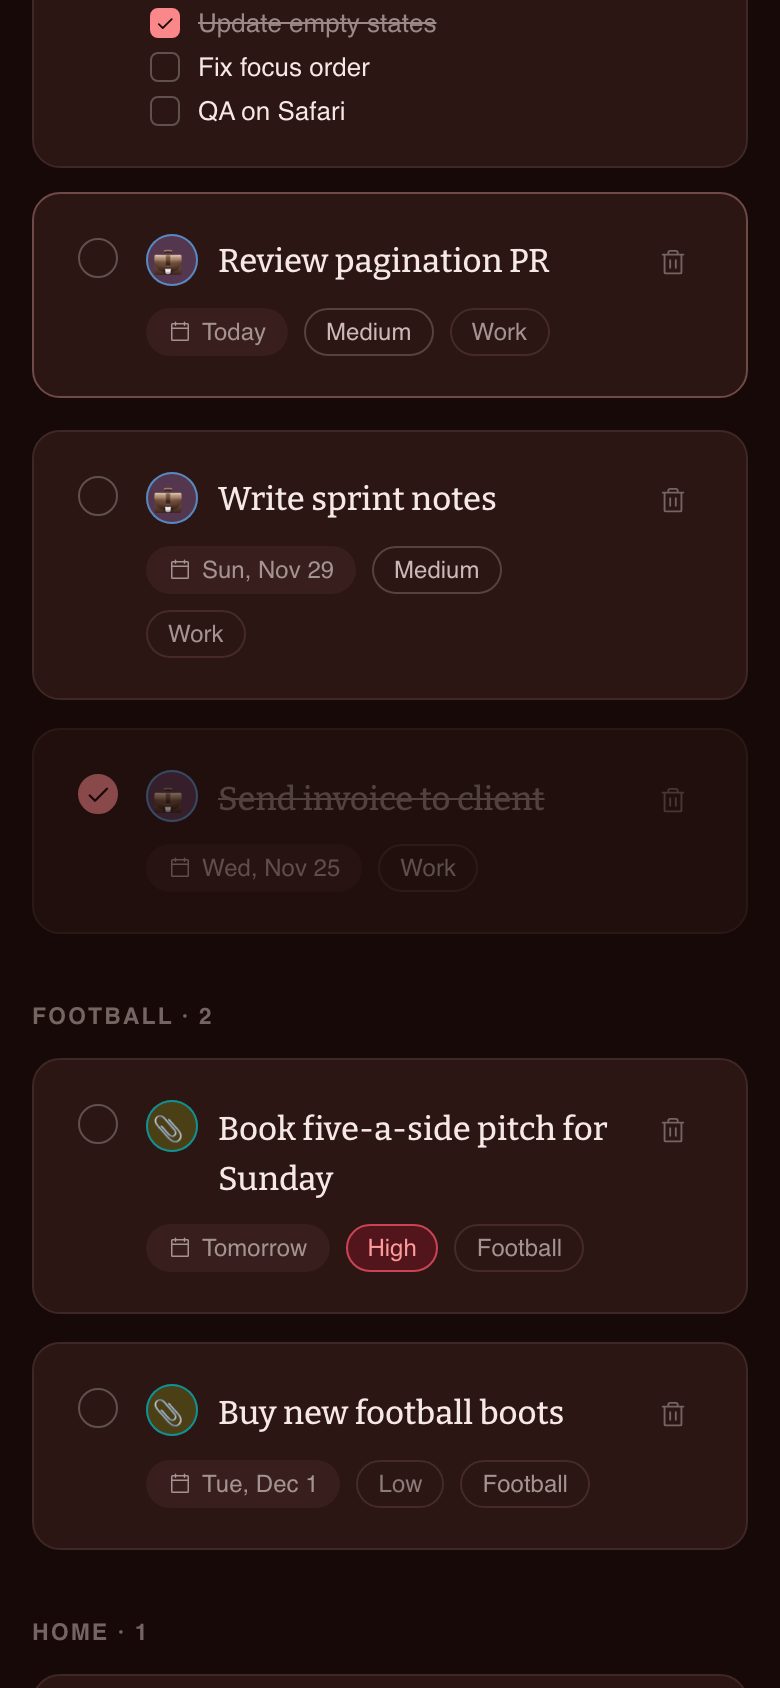 Update empty states
Fix focus order
QA on Safari
Review pagination PR
Today Medium Work
Write sprint notes
Sun, Nov 29 Medium
Work
Send invoice to client
Wed, Nov 25 Work
FOOTBALL · 2
Book five-a-side pitch for
Sunday
Tomorrow High Football
Buy new football boots
Tue, Dec 1 Low Football
HOME · 1